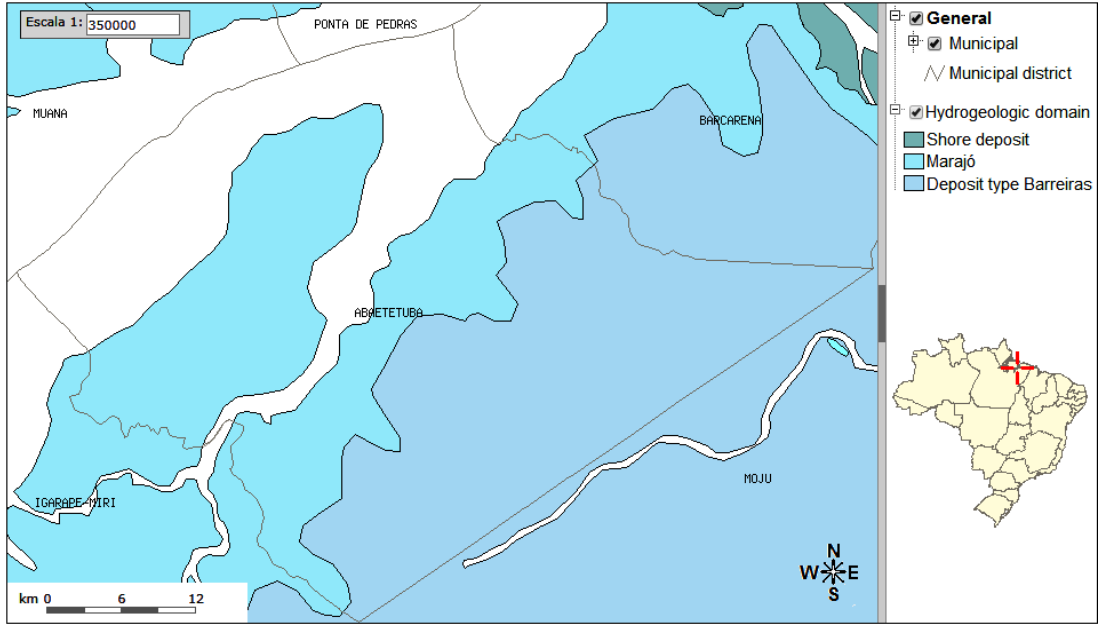 Escala 1: 350000
PONTA DE PEDRAS
MUANA
BARCARENA
ABAETETUBA
IGARAPE-MIRI
MOJU
km 0 6 12
N
W E
S
General
Municipal
Municipal district
Hydrogeologic domain
Shore deposit
Marajó
Deposit type Barreiras